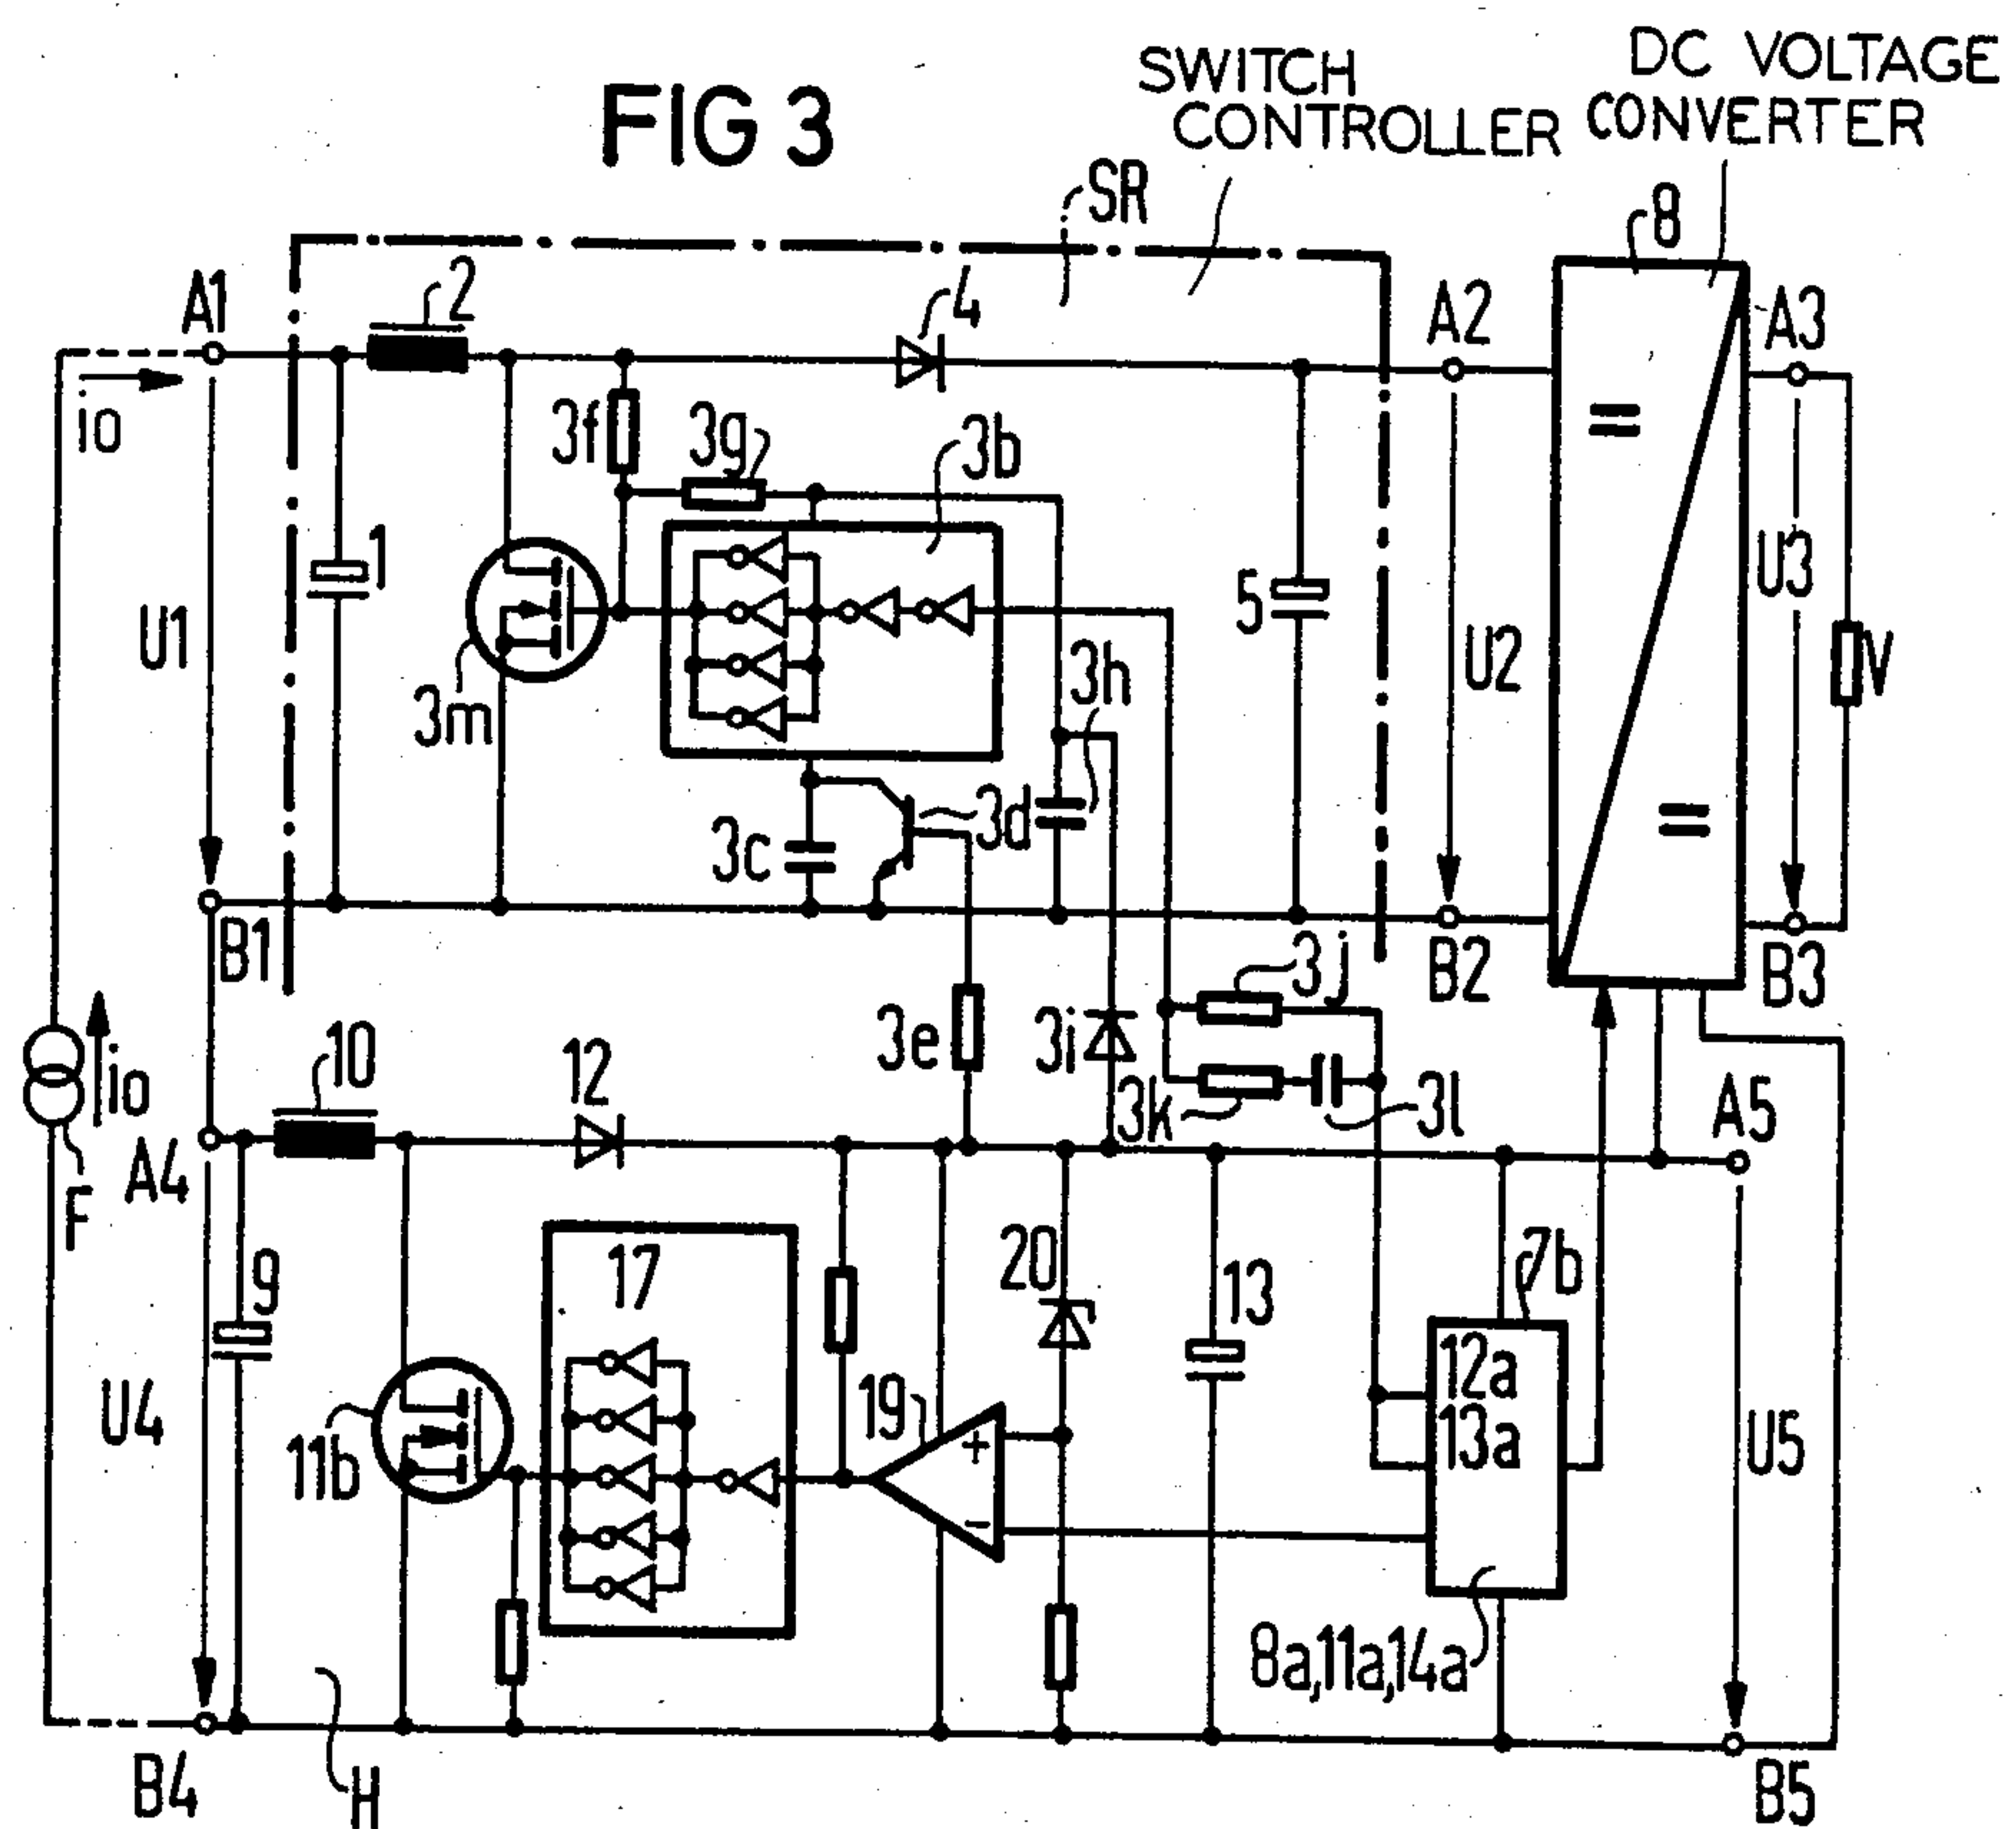 DC VOLTAGE
CONVERTER
SWITCH
CONTROLLER
FIG 3
SR
8
A1
2
4
A2
A3
io
3f
3g
3b
1
U1
5
U2
U3
V
3m
3h
3c
3d
B1
B2
B3
3j
3e
3i
3k
3l
io
10
12
A4
A5
F
9
17
20
13
7b
12a
13a
19
+
-
U4
11b
U5
8a,11a,14a
B4
H
B5
=
=